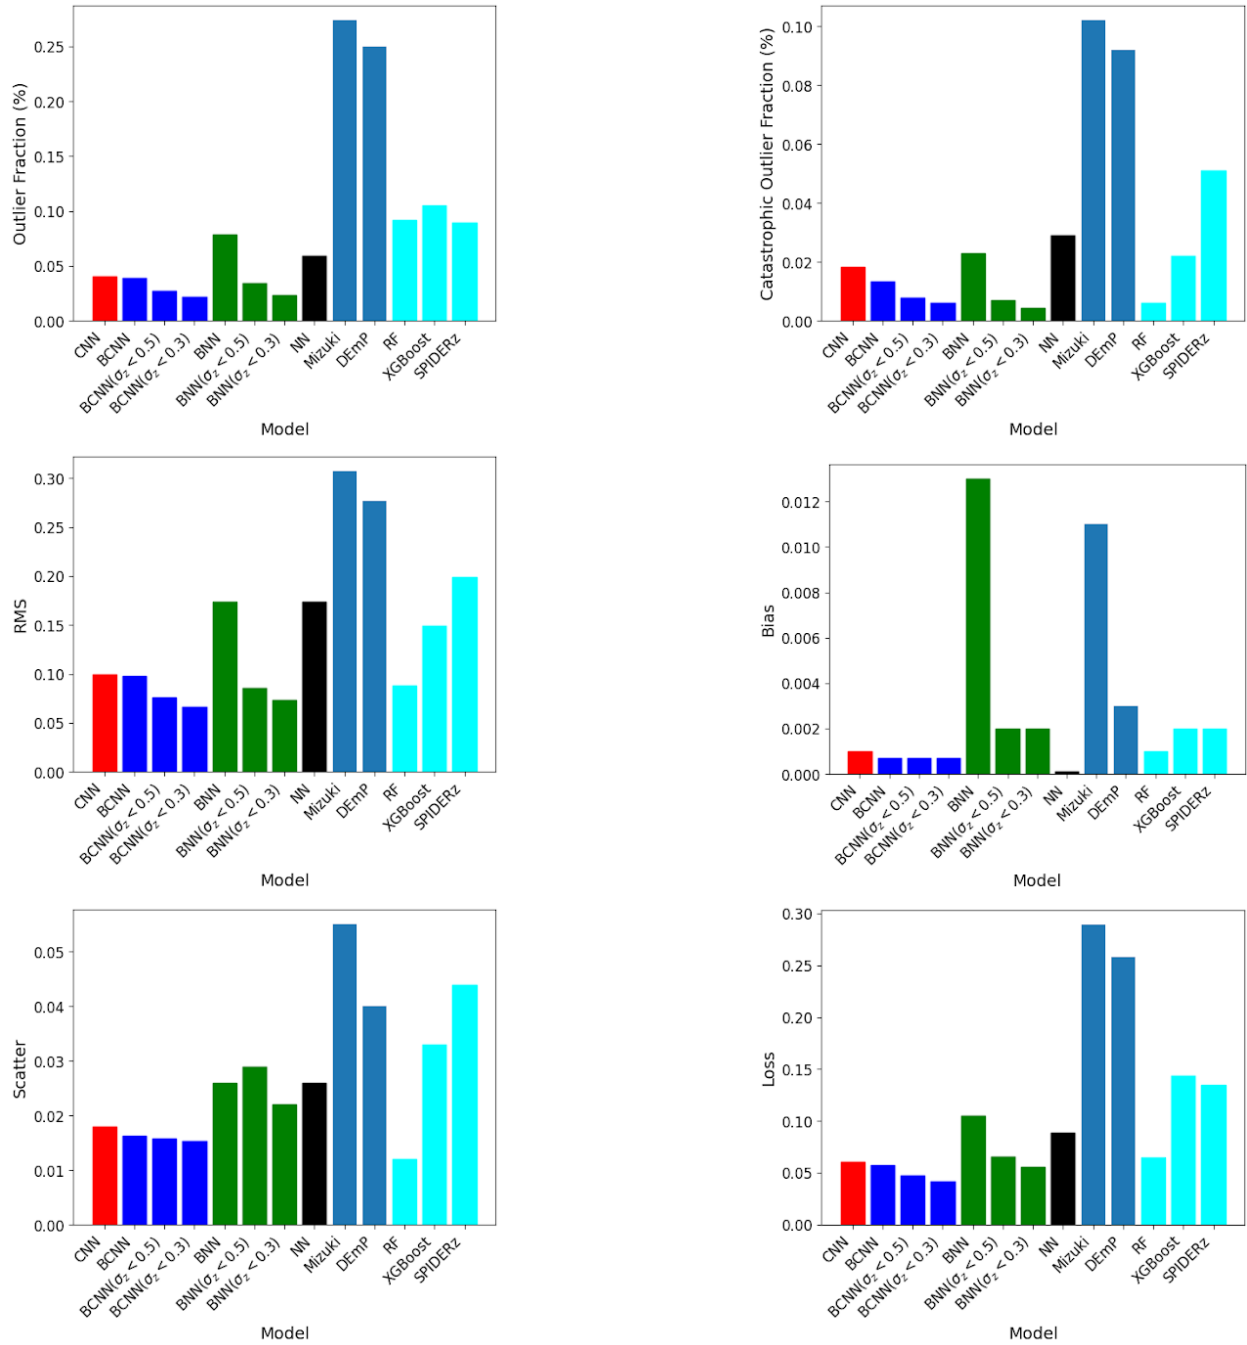 Outlier Fraction (%)
0.25
0.20
0.15
0.10
0.05
0.00
CNN
BCNN
BCNN(σz < 0.5)
BCNN(σz < 0.3)
BNN
BNN(σz < 0.5)
BNN(σz < 0.3)
NN
Mizuki
DEmP
RF
XGBoost
SPIDERz
Model
Catastrophic Outlier Fraction (%)
0.10
0.08
0.06
0.04
0.02
0.00
CNN
BCNN
BCNN(σz < 0.5)
BCNN(σz < 0.3)
BNN
BNN(σz < 0.5)
BNN(σz < 0.3)
NN
Mizuki
DEmP
RF
XGBoost
SPIDERz
Model
RMS
0.30
0.25
0.20
0.15
0.10
0.05
0.00
CNN
BCNN
BCNN(σz < 0.5)
BCNN(σz < 0.3)
BNN
BNN(σz < 0.5)
BNN(σz < 0.3)
NN
Mizuki
DEmP
RF
XGBoost
SPIDERz
Model
Bias
0.012
0.010
0.008
0.006
0.004
0.002
0.000
CNN
BCNN
BCNN(σz < 0.5)
BCNN(σz < 0.3)
BNN
BNN(σz < 0.5)
BNN(σz < 0.3)
NN
Mizuki
DEmP
RF
XGBoost
SPIDERz
Model
Scatter
0.05
0.04
0.03
0.02
0.01
0.00
CNN
BCNN
BCNN(σz < 0.5)
BCNN(σz < 0.3)
BNN
BNN(σz < 0.5)
BNN(σz < 0.3)
NN
Mizuki
DEmP
RF
XGBoost
SPIDERz
Model
Loss
0.30
0.25
0.20
0.15
0.10
0.05
0.00
CNN
BCNN
BCNN(σz < 0.5)
BCNN(σz < 0.3)
BNN
BNN(σz < 0.5)
BNN(σz < 0.3)
NN
Mizuki
DEmP
RF
XGBoost
SPIDERz
Model